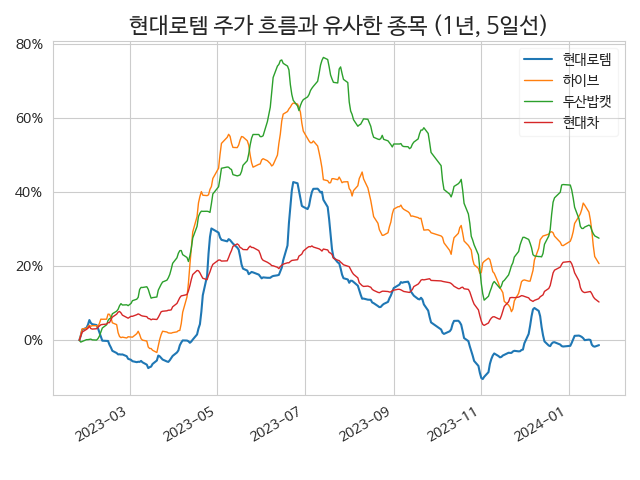 현대로템 주가 흐름과 유사한 종목 (1년, 5일선)
80%
60%
40%
20%
0%
현대로템
하이브
두산밥캣
현대차
2023-03
2023-05
2023-07
2023-09
2023-11
2024-01